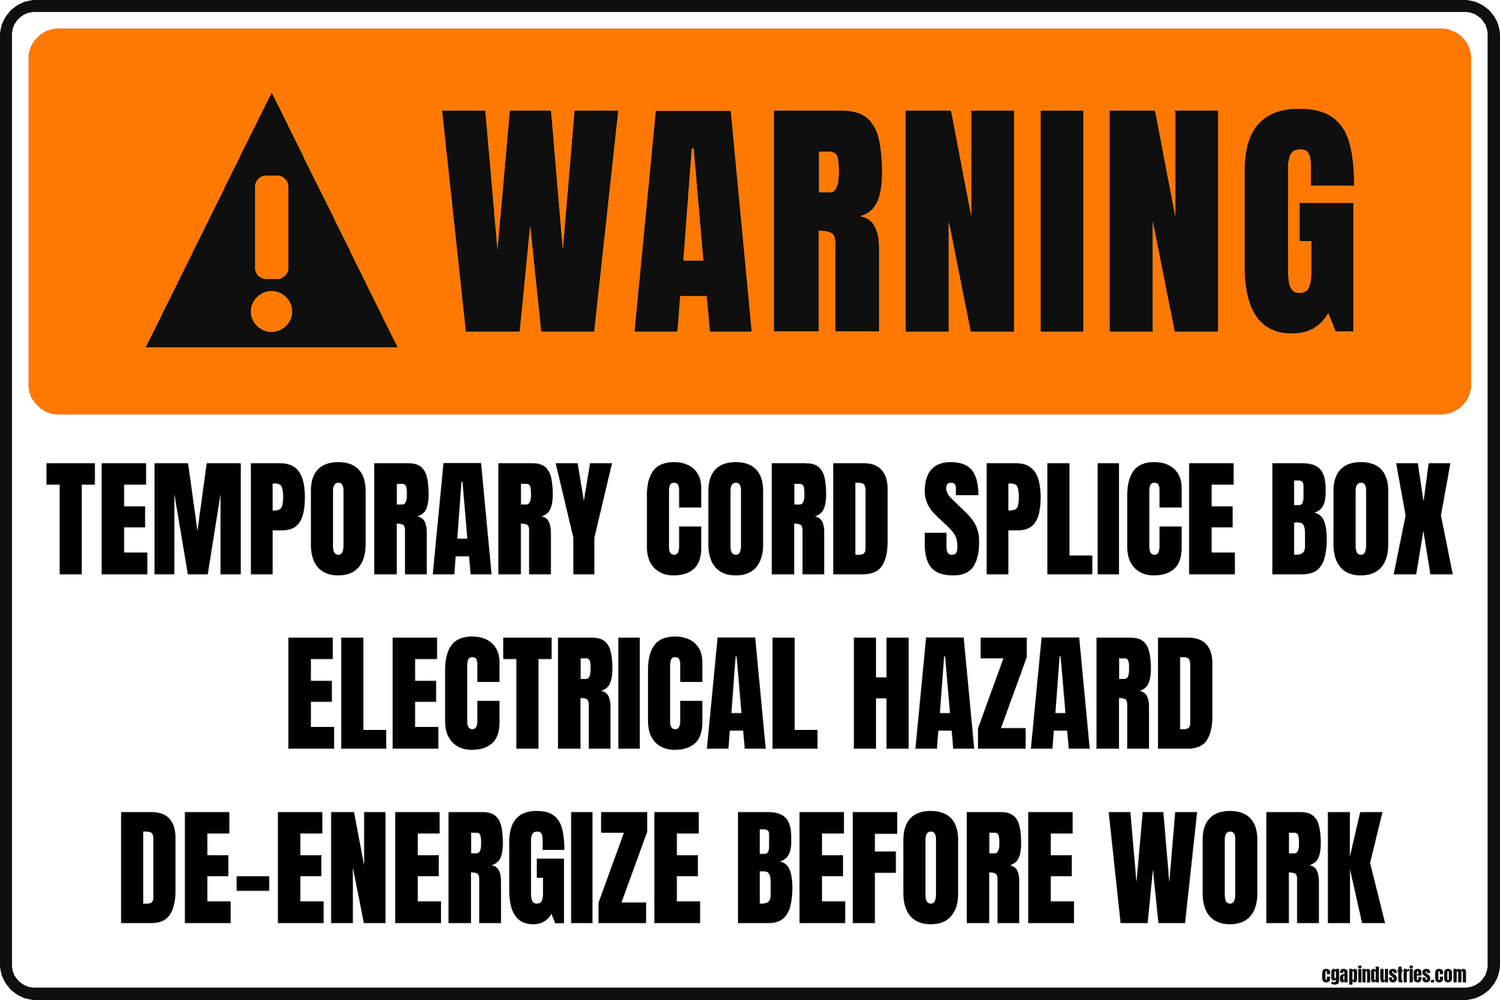 WARNING
TEMPORARY CORD SPLICE BOX
ELECTRICAL HAZARD
DE-ENERGIZE BEFORE WORK
cgapindustries.com